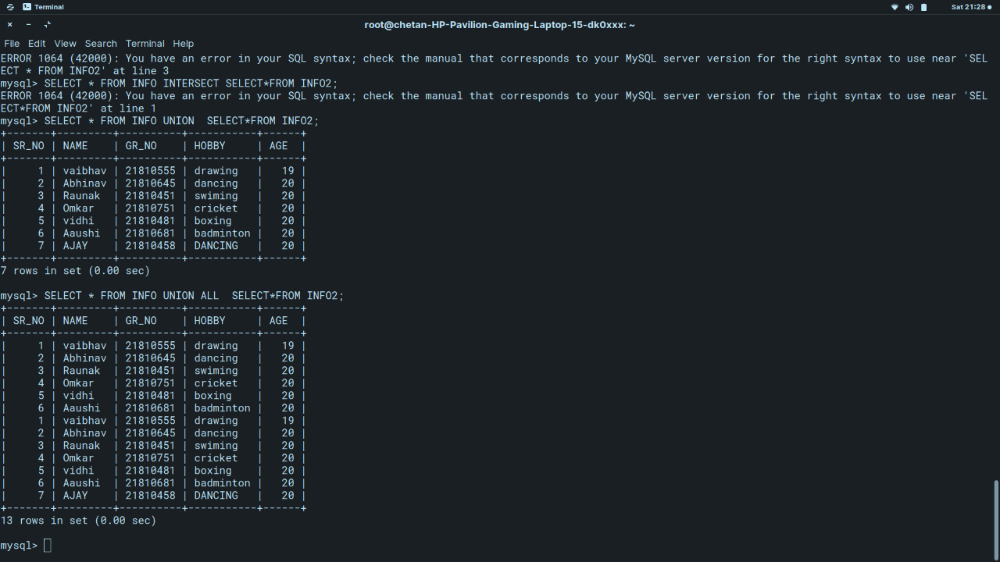 Terminal
Sat 21:28
root@chetan-HP-Pavilion-Gaming-Laptop-15-dk0xxx: ~
File Edit View Search Terminal Help
ERROR 1064 (42000): You have an error in your SQL syntax; check the manual that corresponds to your MySQL server version for the right syntax to use near 'SEL
ECT * FROM INFO2' at line 3
mysql> SELECT * FROM INFO INTERSECT SELECT*FROM INFO2;
ERROR 1064 (42000): You have an error in your SQL syntax; check the manual that corresponds to your MySQL server version for the right syntax to use near 'SEL
ECT*FROM INFO2' at line 1
mysql> SELECT * FROM INFO UNION  SELECT*FROM INFO2;
+-------+---------+----------+-----------+------+
| SR_NO | NAME    | GR_NO    | HOBBY     | AGE  |
+-------+---------+----------+-----------+------+
|     1 | vaibhav | 21810555 | drawing   |   19 |
|     2 | Abhinav | 21810645 | dancing   |   20 |
|     3 | Raunak  | 21810451 | swiming   |   20 |
|     4 | Omkar   | 21810751 | cricket   |   20 |
|     5 | vidhi   | 21810481 | boxing    |   20 |
|     6 | Aaushi  | 21810681 | badminton |   20 |
|     7 | AJAY    | 21810458 | DANCING   |   20 |
+-------+---------+----------+-----------+------+
7 rows in set (0.00 sec)
mysql> SELECT * FROM INFO UNION ALL  SELECT*FROM INFO2;
+-------+---------+----------+-----------+------+
| SR_NO | NAME    | GR_NO    | HOBBY     | AGE  |
+-------+---------+----------+-----------+------+
|     1 | vaibhav | 21810555 | drawing   |   19 |
|     2 | Abhinav | 21810645 | dancing   |   20 |
|     3 | Raunak  | 21810451 | swiming   |   20 |
|     4 | Omkar   | 21810751 | cricket   |   20 |
|     5 | vidhi   | 21810481 | boxing    |   20 |
|     6 | Aaushi  | 21810681 | badminton |   20 |
|     1 | vaibhav | 21810555 | drawing   |   19 |
|     2 | Abhinav | 21810645 | dancing   |   20 |
|     3 | Raunak  | 21810451 | swiming   |   20 |
|     4 | Omkar   | 21810751 | cricket   |   20 |
|     5 | vidhi   | 21810481 | boxing    |   20 |
|     6 | Aaushi  | 21810681 | badminton |   20 |
|     7 | AJAY    | 21810458 | DANCING   |   20 |
+-------+---------+----------+-----------+------+
13 rows in set (0.00 sec)
mysql>